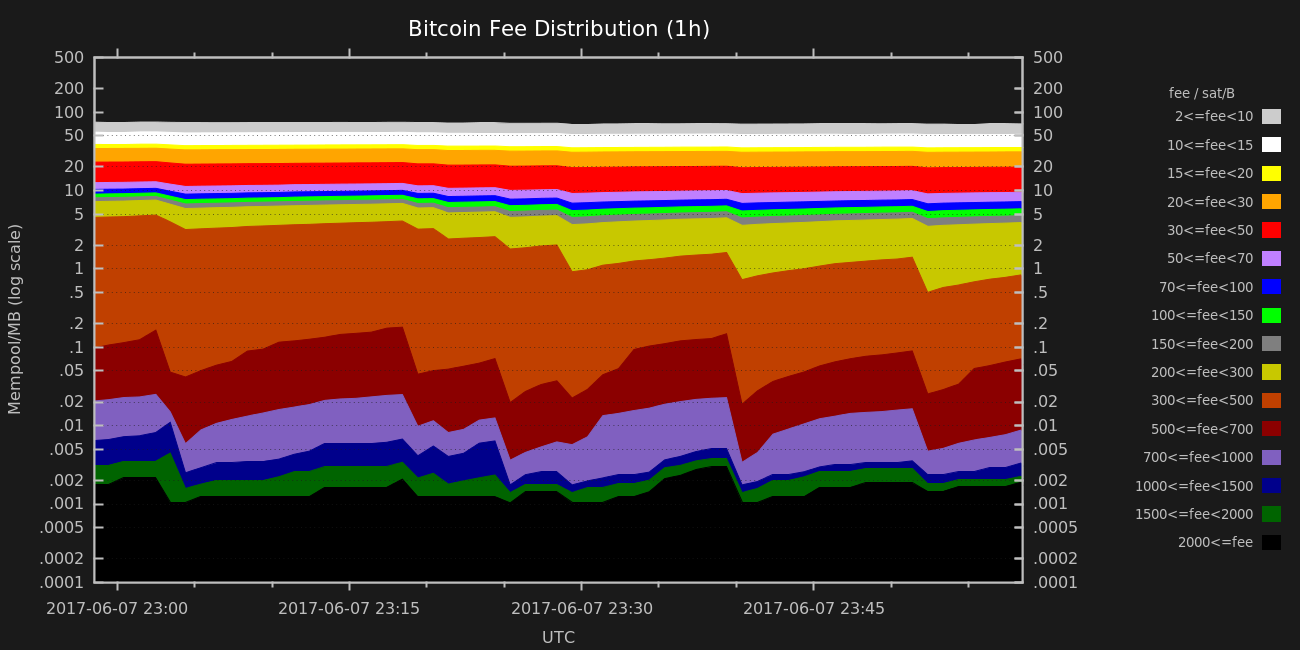 Bitcoin Fee Distribution (1h)
Mempool/MB (log scale)
500
200
100
50
20
10
5
2
1
.5
.2
.1
.05
.02
.01
.005
.002
.001
.0005
.0002
.0001
500
200
100
50
20
10
5
2
1
.5
.2
.1
.05
.02
.01
.005
.002
.001
.0005
.0002
.0001
2017-06-07 23:00
2017-06-07 23:15
2017-06-07 23:30
2017-06-07 23:45
UTC
fee / sat/B
2<=fee<10
10<=fee<15
15<=fee<20
20<=fee<30
30<=fee<50
50<=fee<70
70<=fee<100
100<=fee<150
150<=fee<200
200<=fee<300
300<=fee<500
500<=fee<700
700<=fee<1000
1000<=fee<1500
1500<=fee<2000
2000<=fee